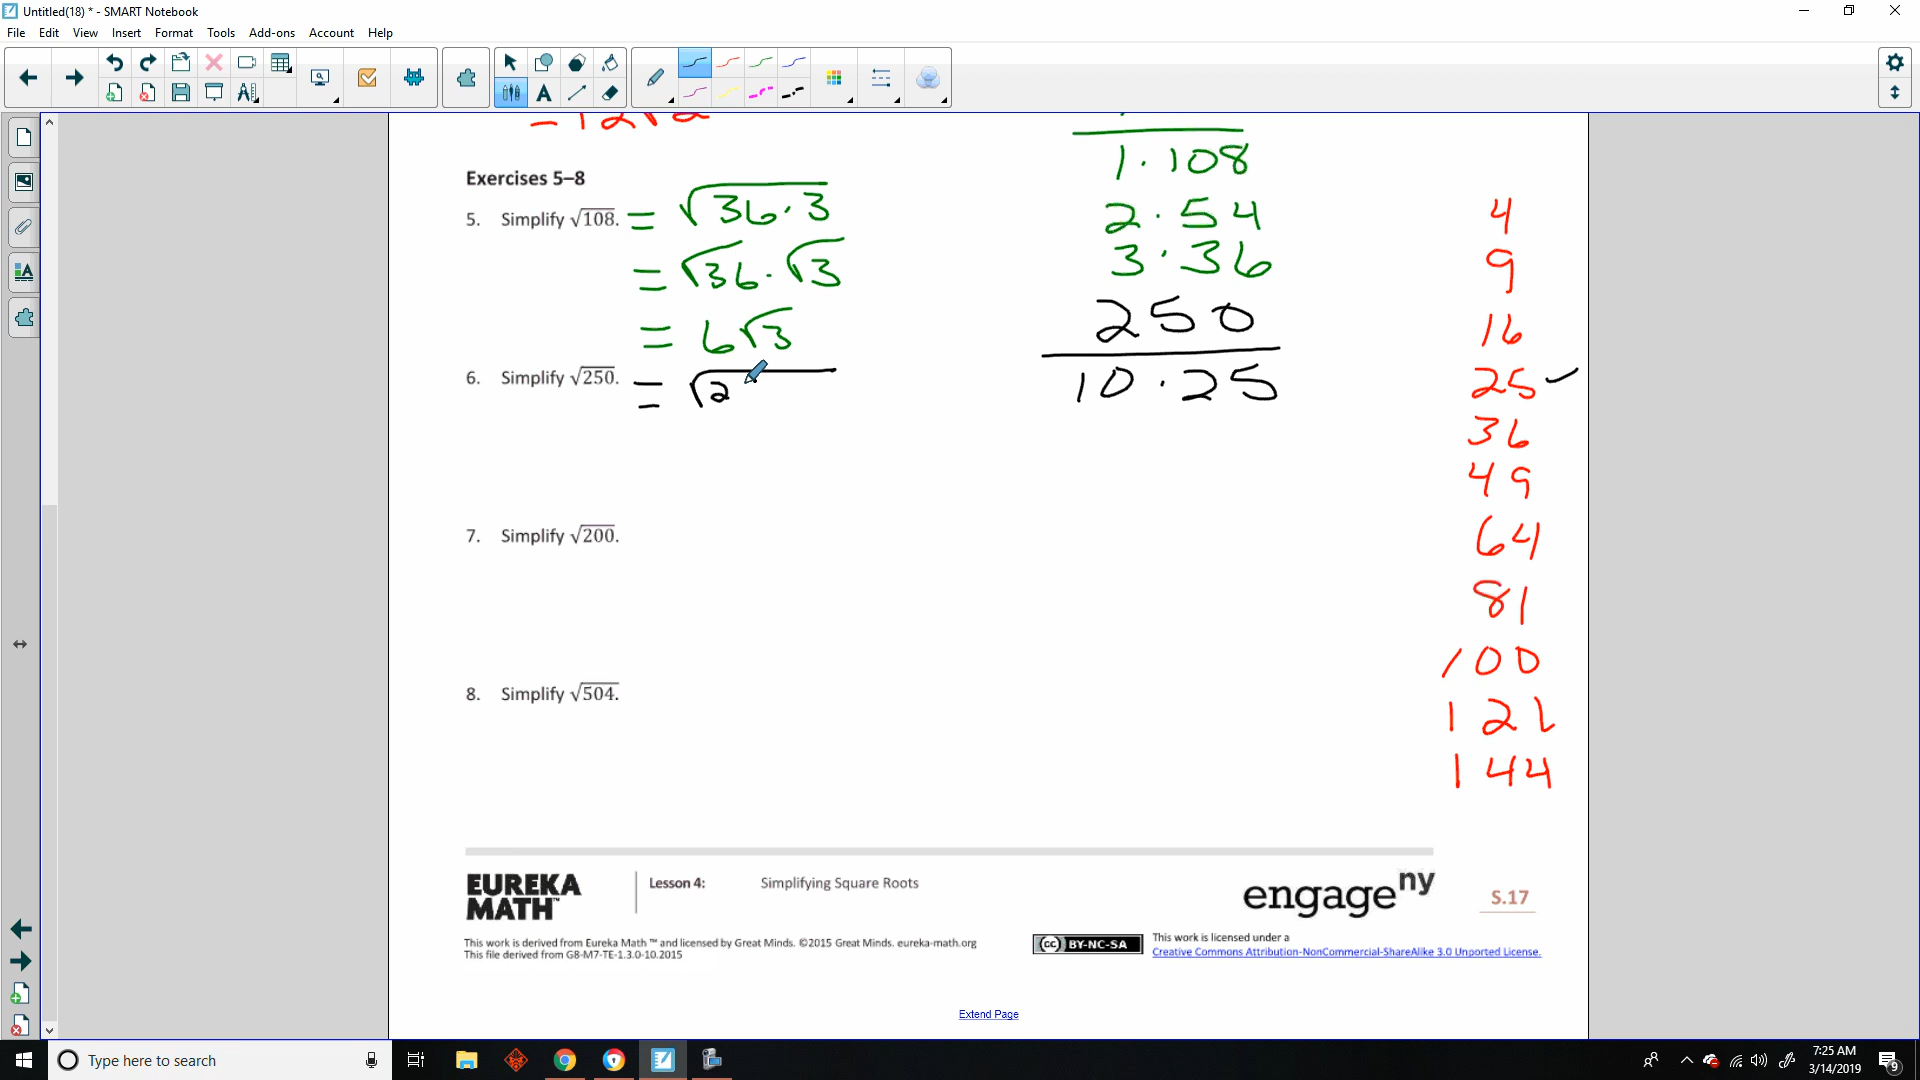 Untitled(18) * - SMART Notebook
File Edit View Insert Format Tools Add-ons Account Help
Exercises 5–8
5. Simplify √108. = √36·3
= √36·√3
= 6√3
6. Simplify √250. = √2
7. Simplify √200.
8. Simplify √504.
1·108
2·54
3·36
250
10·25
4
9
16
25 ✓
36
49
64
81
100
121
144
EUREKA MATH™
Lesson 4: Simplifying Square Roots
engageny
S.17
This work is derived from Eureka Math ™ and licensed by Great Minds. ©2015 Great Minds. eureka-math.org
This file derived from G8-M7-TE-1.3.0-10.2015
(cc) BY-NC-SA
This work is licensed under a
Creative Commons Attribution-NonCommercial-ShareAlike 3.0 Unported License.
Extend Page
Type here to search
7:25 AM
3/14/2019
9